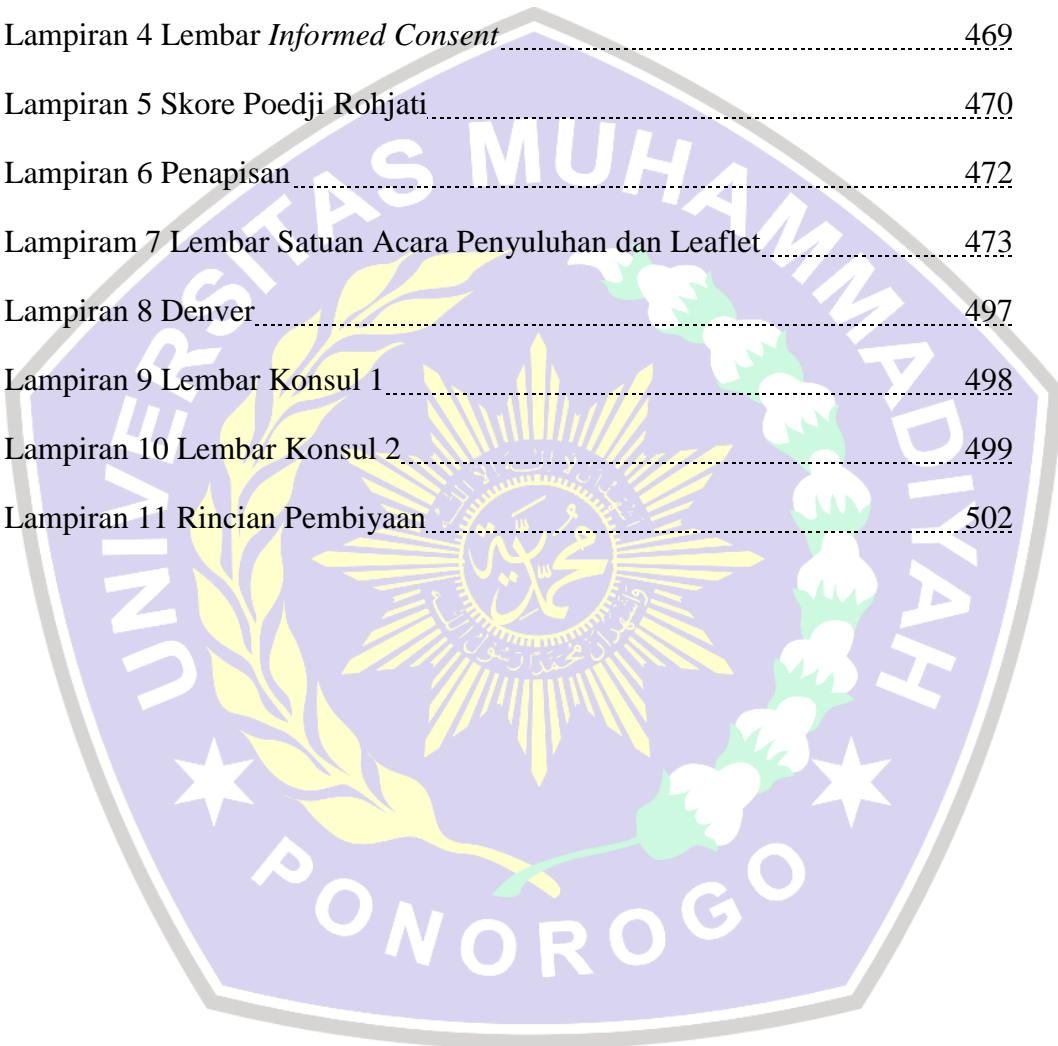 Lampiran 4 Lembar Informed Consent 469
Lampiran 5 Skore Poedji Rohjati 470
Lampiran 6 Penapisan 472
Lampiram 7 Lembar Satuan Acara Penyuluhan dan Leaflet 473
Lampiran 8 Denver 497
Lampiran 9 Lembar Konsul 1 498
Lampiran 10 Lembar Konsul 2 499
Lampiran 11 Rincian Pembiyaan 502
UNIVERSITAS MUHAMMADIYAH
PONOROGO
محمدية